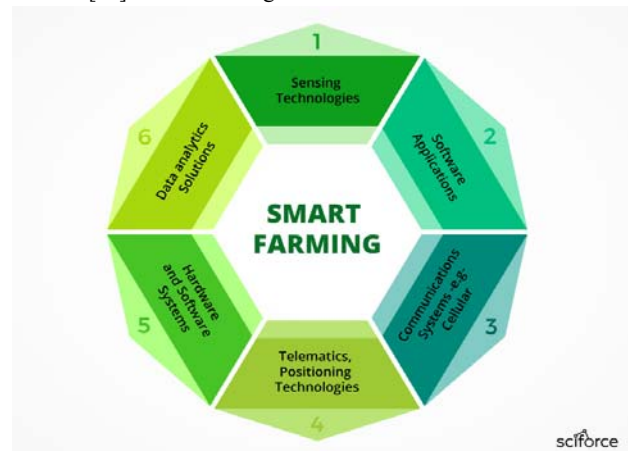 1
Sensing
Technologies
2
Software
Applications
3
Communications
Systems -e.g-
Cellular
4
Telematics,
Positioning
Technologies
5
Hardware
and Software
Systems
6
Data analytics
Solutions
SMART
FARMING
sciforce